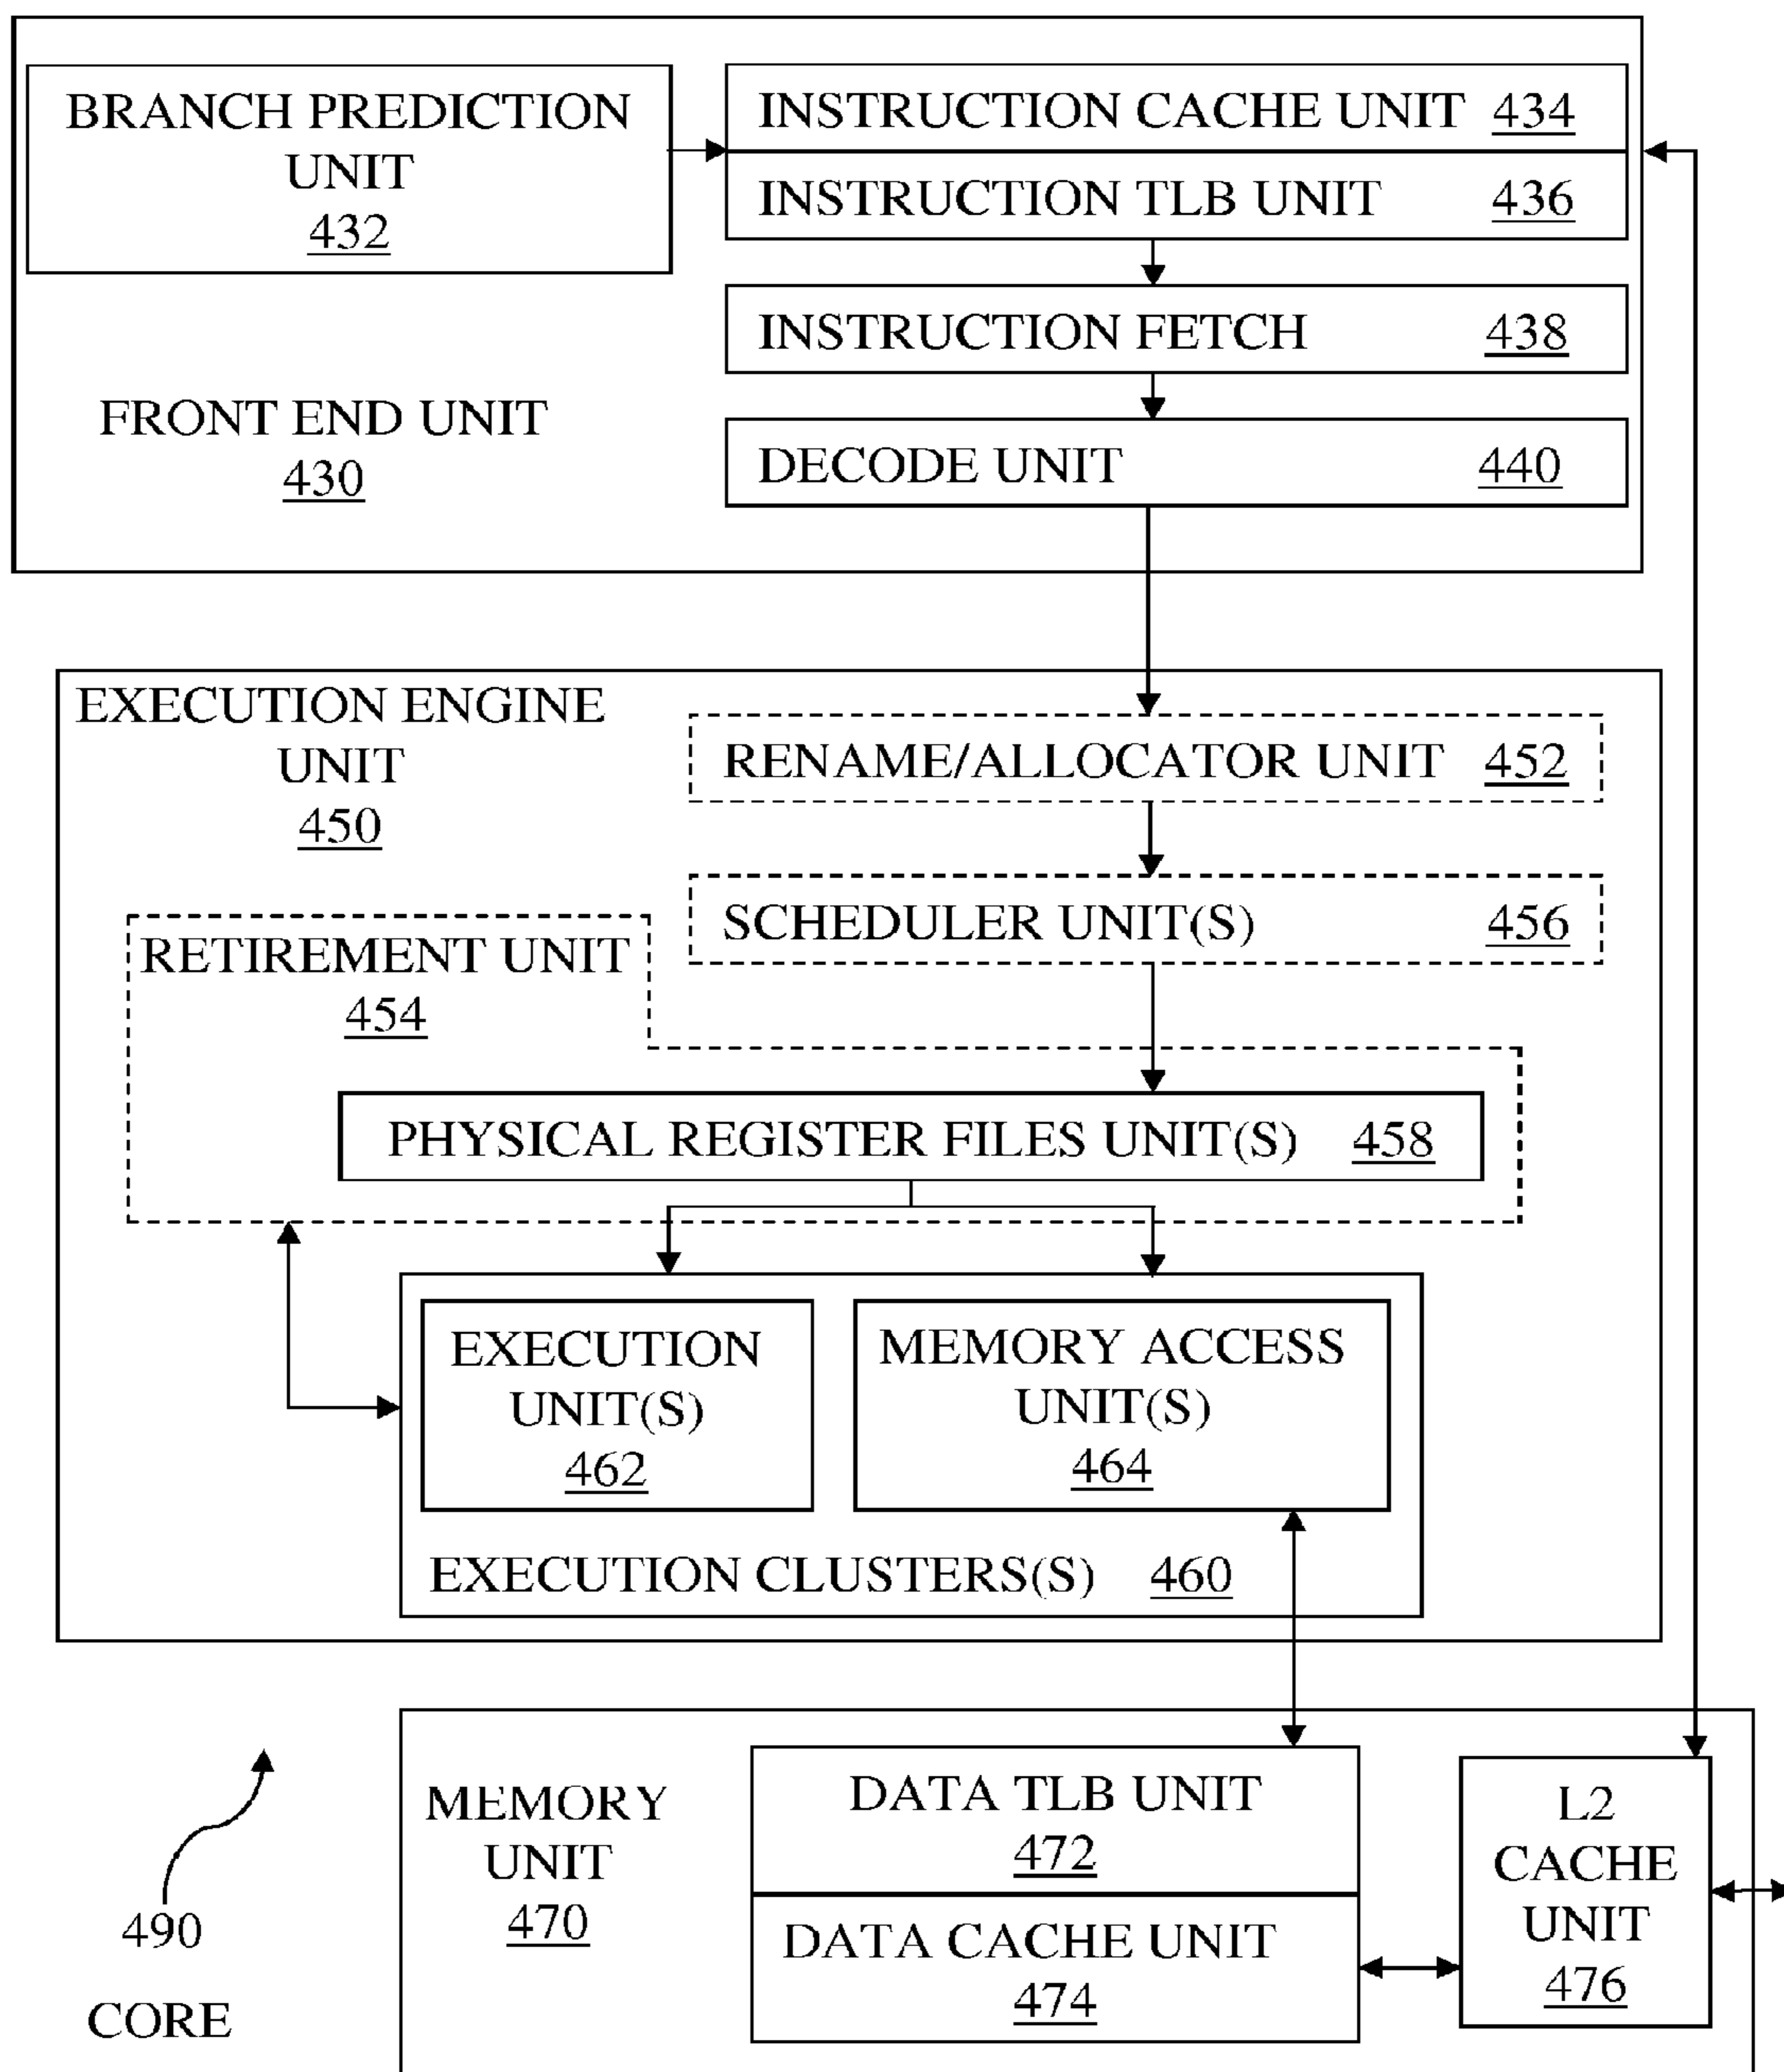 BRANCH PREDICTION
UNIT
432
INSTRUCTION CACHE UNIT 434
INSTRUCTION TLB UNIT 436
INSTRUCTION FETCH 438
DECODE UNIT 440
FRONT END UNIT
430
EXECUTION ENGINE
UNIT
450
RENAME/ALLOCATOR UNIT 452
SCHEDULER UNIT(S) 456
RETIREMENT UNIT
454
PHYSICAL REGISTER FILES UNIT(S) 458
EXECUTION
UNIT(S)
462
MEMORY ACCESS
UNIT(S)
464
EXECUTION CLUSTERS(S) 460
MEMORY
UNIT
470
DATA TLB UNIT
472
DATA CACHE UNIT
474
L2
CACHE
UNIT
476
490
CORE